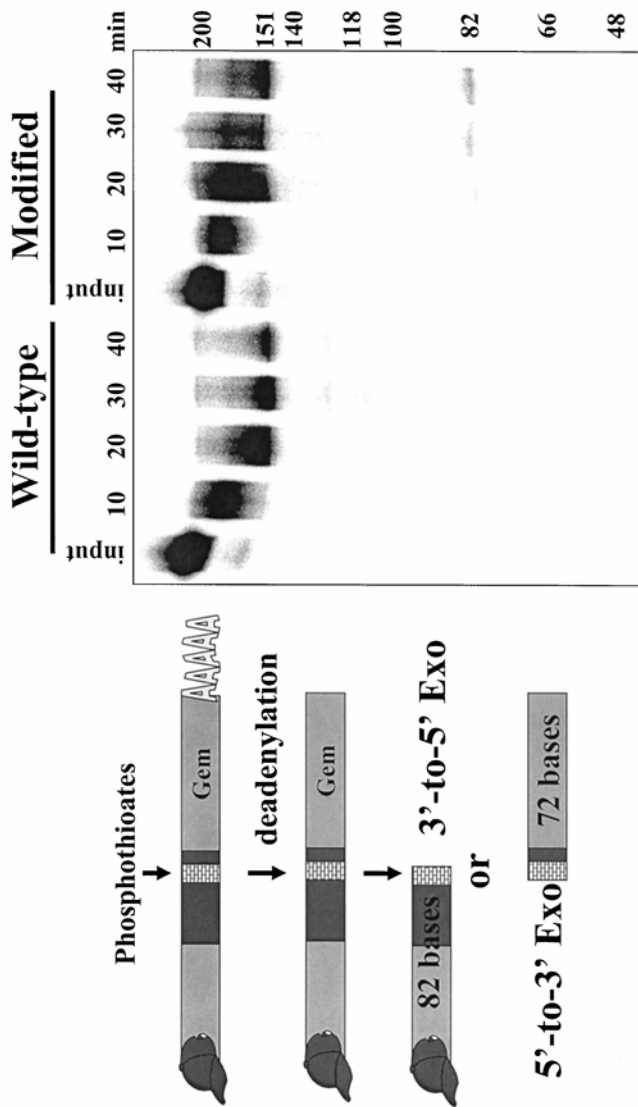 Phosphothioates
Gem AAAAA
deadenylation
Gem
82 bases 3'-to-5' Exo
or
5'-to-3' Exo 72 bases
Wild-type Modified
input 10 20 30 40 input 10 20 30 40 min
200
151
140
118
100
82
66
48